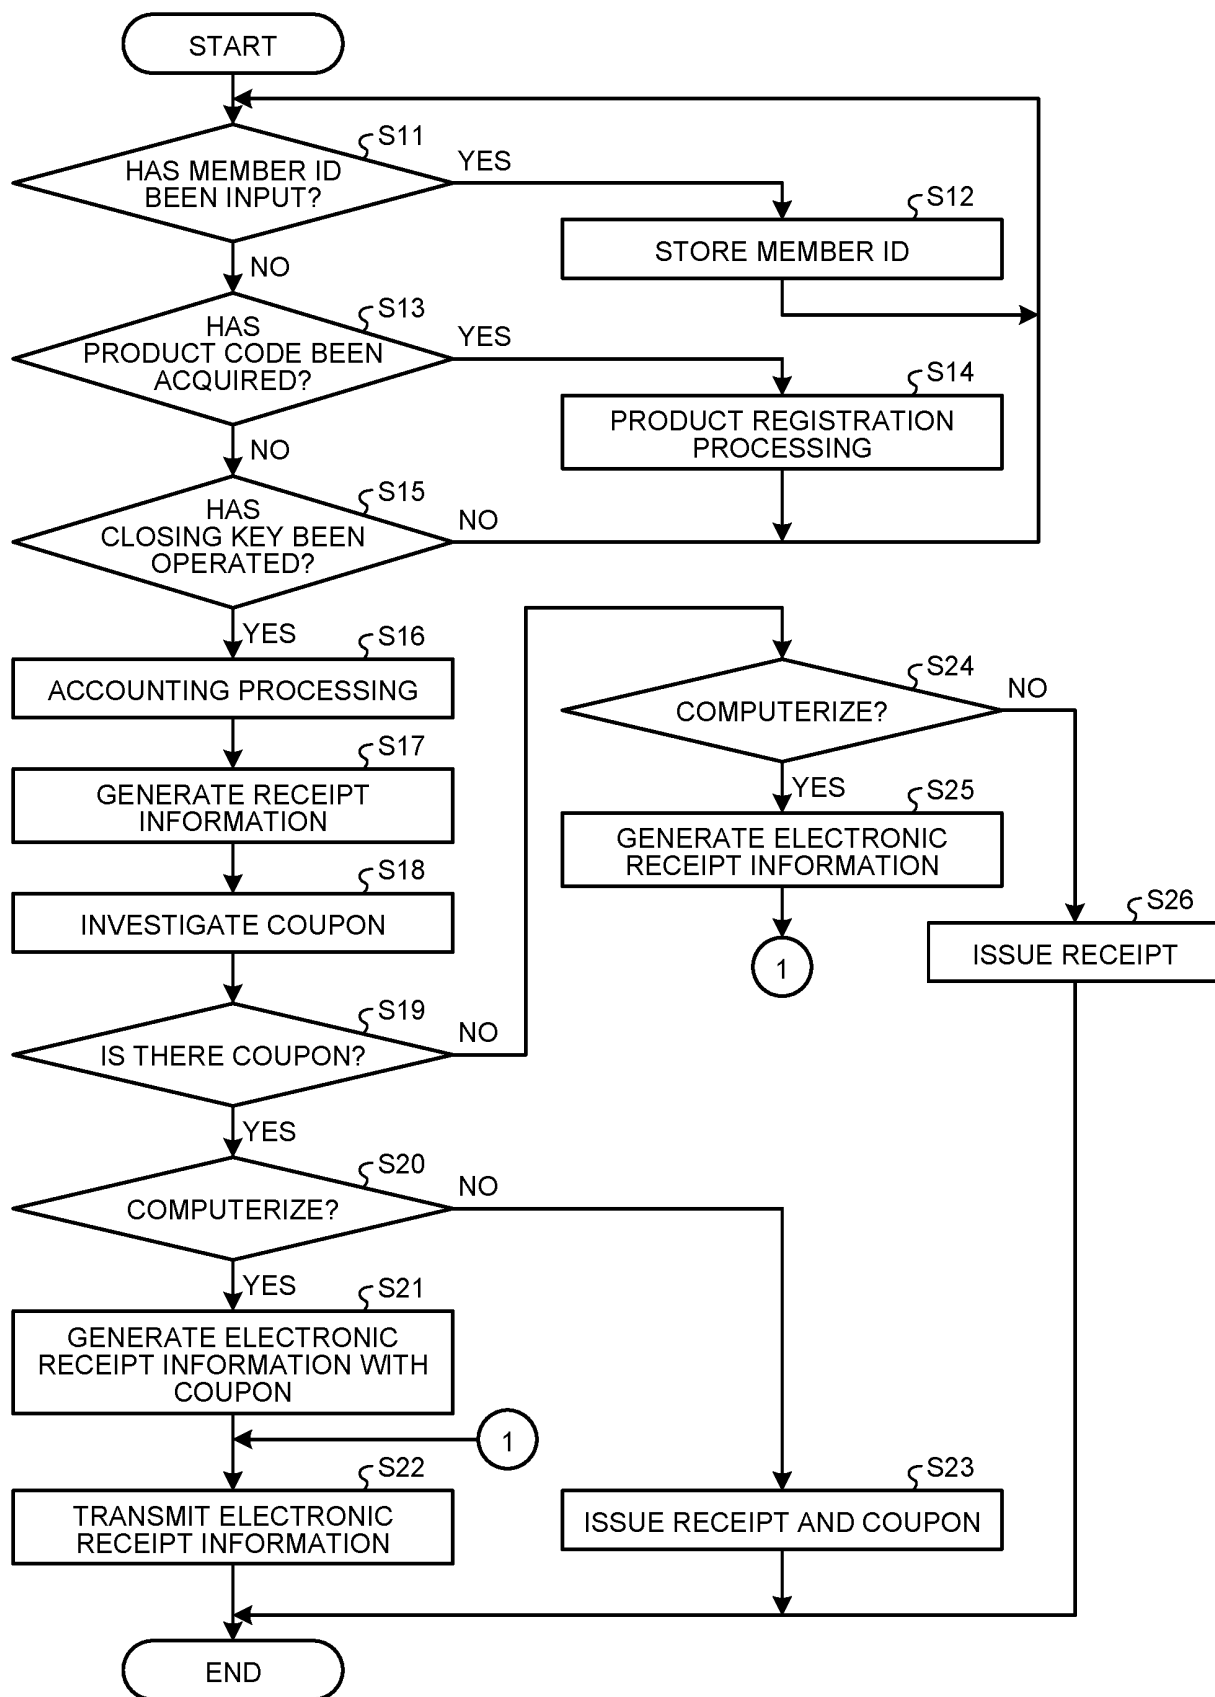 START
S11
HAS MEMBER ID
BEEN INPUT?
YES
S12
STORE MEMBER ID
NO
S13
HAS
PRODUCT CODE BEEN
ACQUIRED?
YES
S14
PRODUCT REGISTRATION
PROCESSING
NO
S15
HAS
CLOSING KEY BEEN
OPERATED?
NO
YES
S16
ACCOUNTING PROCESSING
S17
GENERATE RECEIPT
INFORMATION
S18
INVESTIGATE COUPON
S19
IS THERE COUPON?
NO
S24
COMPUTERIZE?
NO
YES
S25
GENERATE ELECTRONIC
RECEIPT INFORMATION
1
S26
ISSUE RECEIPT
YES
S20
COMPUTERIZE?
NO
YES
S21
GENERATE ELECTRONIC
RECEIPT INFORMATION WITH
COUPON
1
S22
TRANSMIT ELECTRONIC
RECEIPT INFORMATION
S23
ISSUE RECEIPT AND COUPON
END